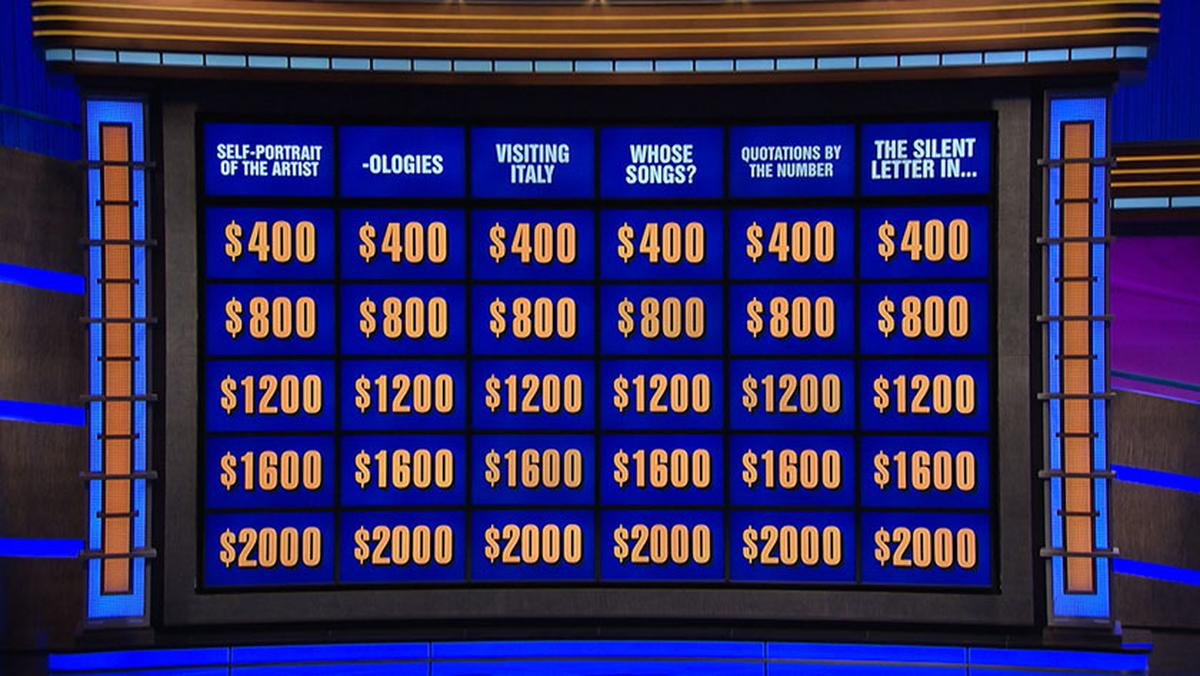 SELF-PORTRAIT
OF THE ARTIST
-OLOGIES
VISITING
ITALY
WHOSE
SONGS?
QUOTATIONS BY
THE NUMBER
THE SILENT
LETTER IN...
$400 $400 $400 $400 $400 $400
$800 $800 $800 $800 $800 $800
$1200 $1200 $1200 $1200 $1200 $1200
$1600 $1600 $1600 $1600 $1600 $1600
$2000 $2000 $2000 $2000 $2000 $2000